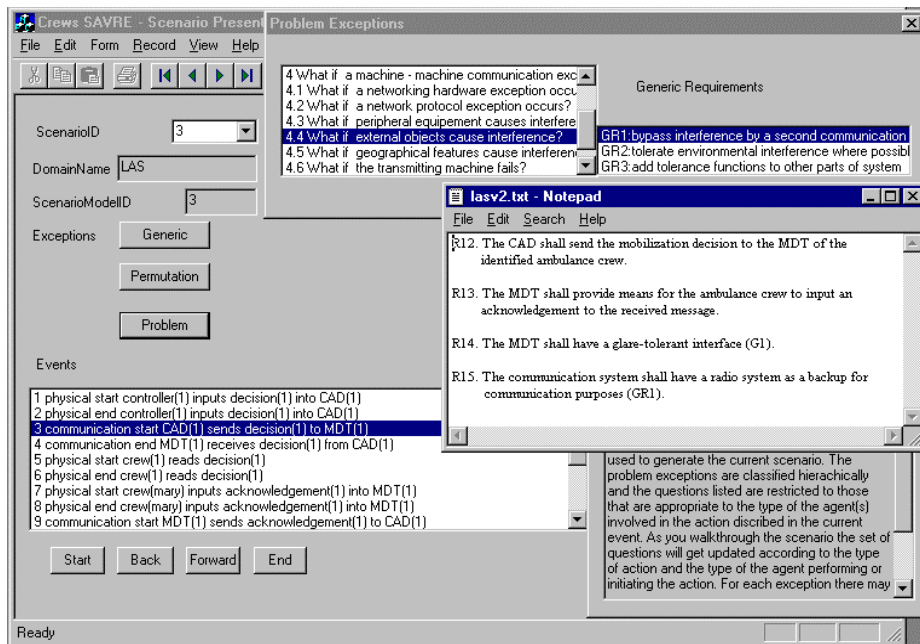 Crews SAVRE - Scenario Present
File Edit Form Record View Help
ScenarioID 3
DomainName LAS
ScenarioModelID 3
Exceptions Generic
Permutation
Problem
Events
1 physical start controller(1) inputs decision(1) into CAD(1)
2 physical end controller(1) inputs decision(1) into CAD(1)
3 communication start CAD(1) sends decision(1) to MDT(1)
4 communication end MDT(1) receives decision(1) from CAD(1)
5 physical start crew(1) reads decision(1)
6 physical end crew(1) reads decision(1)
7 physical start crew(mary) inputs acknowledgement(1) into MDT(1)
8 physical end crew(mary) inputs acknowledgement(1) into MDT(1)
9 communication start MDT(1) sends acknowledgement(1) to CAD(1)
Start Back Forward End
Ready
Problem Exceptions
4 What if a machine - machine communication exc
4.1 What if a networking hardware exception occu
4.2 What if a network protocol exception occurs?
4.3 What if peripheral equipement causes interfere
4.4 What if external objects cause interference?
4.5 What if geographical features cause interferen
4.6 What if the transmitting machine fails?
Generic Requirements
GR1:bypass interference by a second communication
GR2:tolerate environmental interference where possibl
GR3:add tolerance functions to other parts of system
lasv2.txt - Notepad
File Edit Search Help
R12. The CAD shall send the mobilization decision to the MDT of the
identified ambulance crew.
R13. The MDT shall provide means for the ambulance crew to input an
acknowledgement to the received message.
R14. The MDT shall have a glare-tolerant interface (G1).
R15. The communication system shall have a radio system as a backup for
communication purposes (GR1).
used to generate the current scenario. The
problem exceptions are classified hierachically
and the questions listed are restricted to those
that are appropriate to the type of the agent(s)
involved in the action discribed in the current
event. As you walkthrough the scenario the set of
questions will get updated according to the type
of action and the type of the agent performing or
initiating the action. For each exception there may